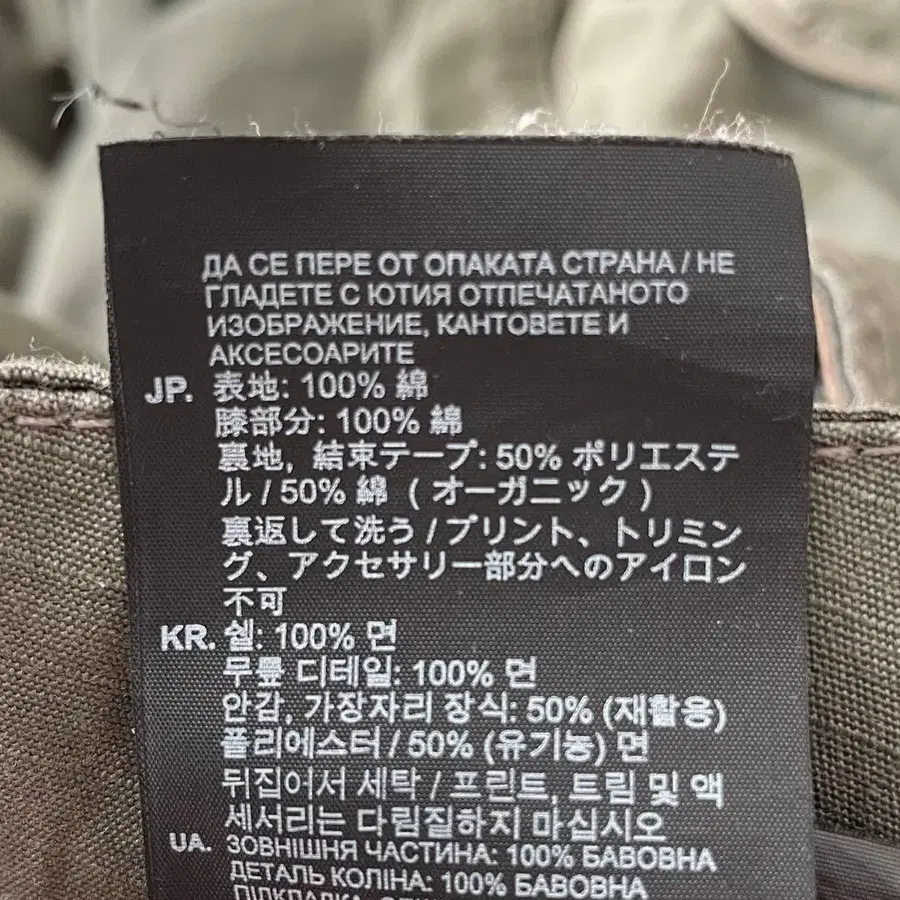 ДА СЕ ПЕРЕ ОТ ОПАКАТА СТРАНА / НЕ
ГЛАДЕТЕ С ЮТИЯ ОТПЕЧАТАНОТО
ИЗОБРАЖЕНИЕ, КАНТОВЕТЕ И
АКСЕСОАРИТЕ
JP. 表地: 100% 綿
膝部分: 100% 綿
裏地, 結束テープ: 50% ポリエステ
ル / 50% 綿 ( オーガニック )
裏返して洗う / プリント、トリミン
グ、アクセサリー部分へのアイロン
不可
KR. 쉘: 100% 면
무릎 디테일: 100% 면
안감, 가장자리 장식: 50% (재활용)
폴리에스터 / 50% (유기농) 면
뒤집어서 세탁 / 프린트, 트림 및 액
세서리는 다림질하지 마십시오
UA. ЗОВНІШНЯ ЧАСТИНА: 100% БАВОВНА
ДЕТАЛЬ КОЛІНА: 100% БАВОВНА
ПІДКЛАДКА,